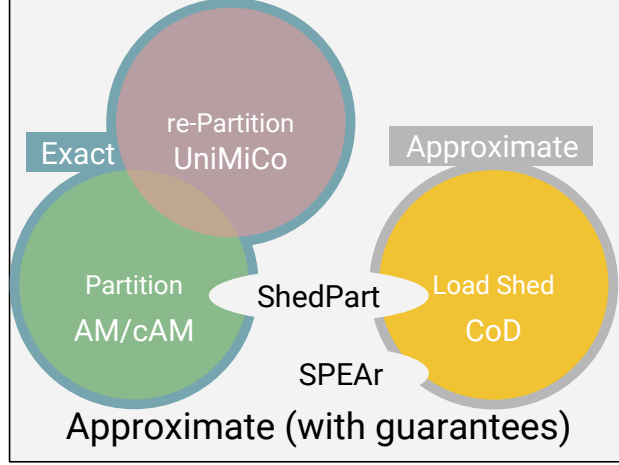 re-Partition
UniMiCo
Exact
Approximate
Partition
AM/cAM
ShedPart
Load Shed
CoD
SPEAr
Approximate (with guarantees)